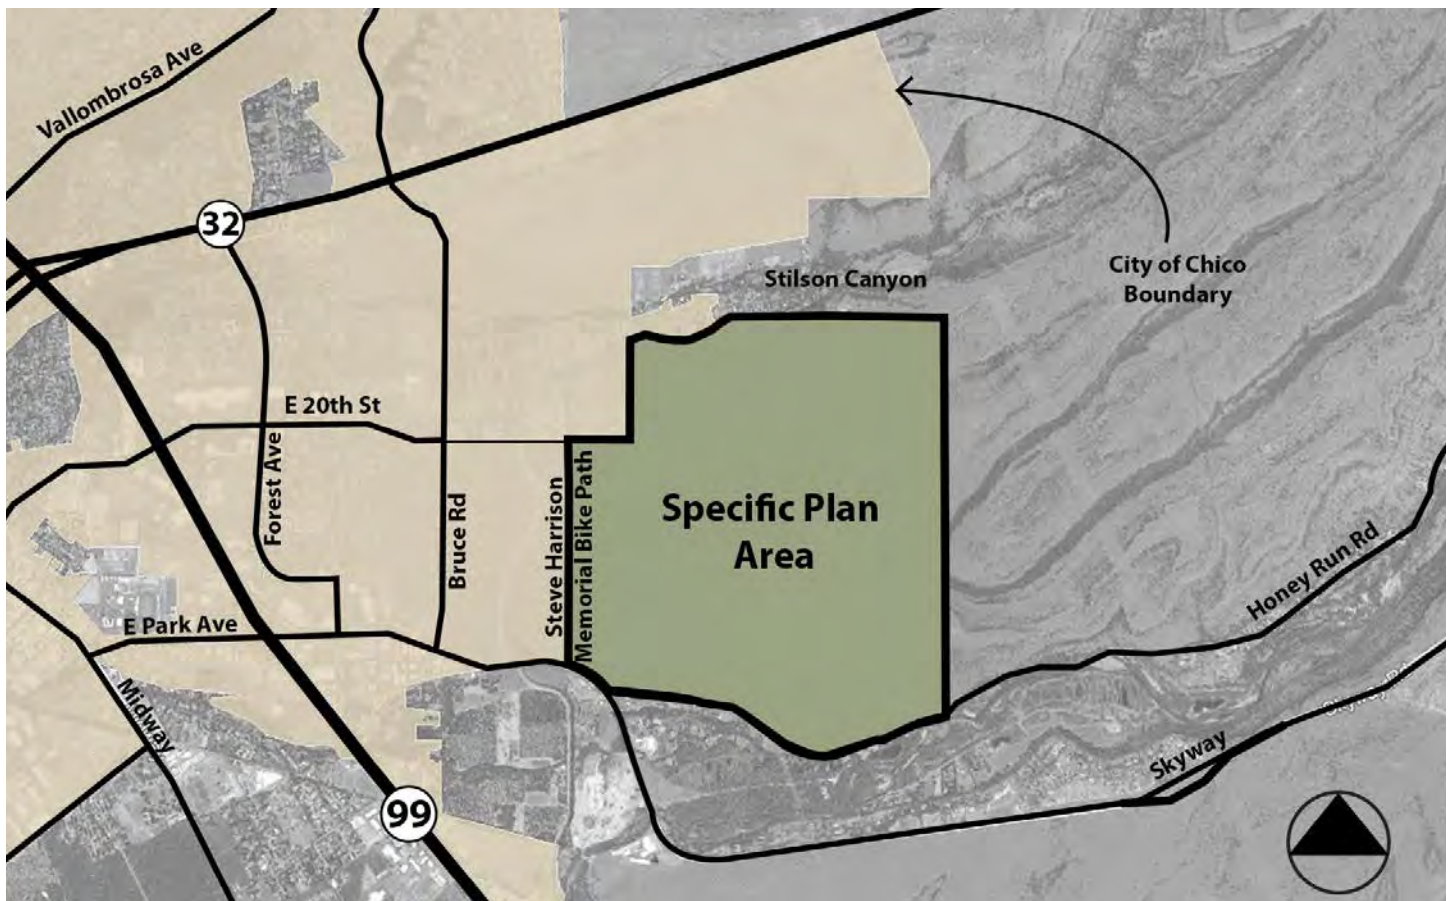 Vallombrosa Ave
32
Stilson Canyon
City of Chico
Boundary
E 20th St
Forest Ave
Bruce Rd
Steve Harrison
Memorial Bike Path
Specific Plan
Area
Honey Run Rd
E Park Ave
Midway
Skyway
99